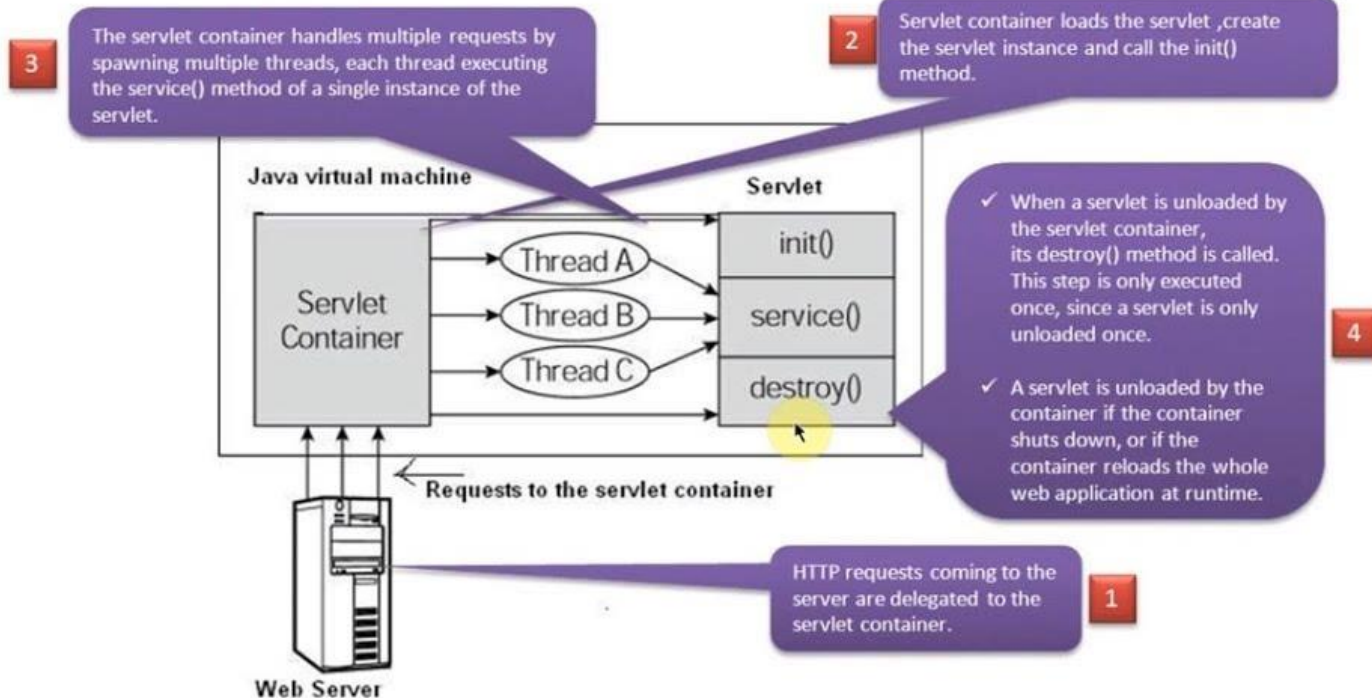 3
The servlet container handles multiple requests by
spawning multiple threads, each thread executing
the service() method of a single instance of the
servlet.
2
Servlet container loads the servlet ,create
the servlet instance and call the init()
method.
Java virtual machine
Servlet
Servlet
Container
Thread A
Thread B
Thread C
init()
service()
destroy()
✓ When a servlet is unloaded by
the servlet container,
its destroy() method is called.
This step is only executed
once, since a servlet is only
unloaded once.
✓ A servlet is unloaded by the
container if the container
shuts down, or if the
container reloads the whole
web application at runtime.
4
Requests to the servlet container
HTTP requests coming to the
server are delegated to the
servlet container.
1
Web Server